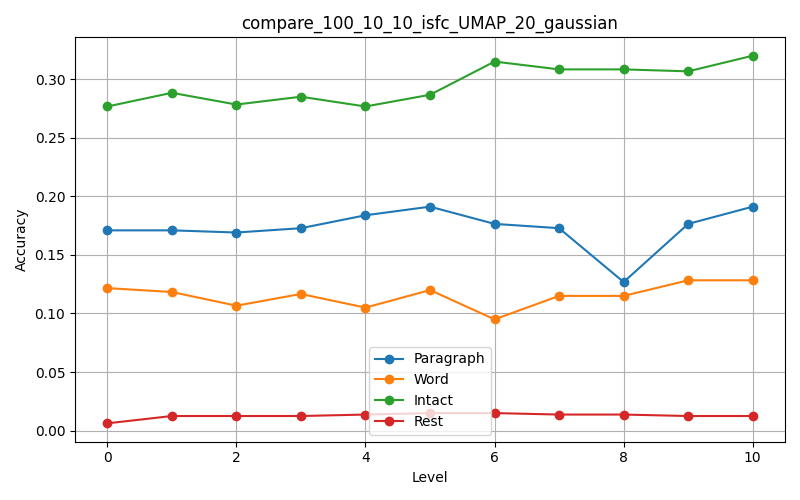 compare_100_10_10_isfc_UMAP_20_gaussian
Accuracy
0.30
0.25
0.20
0.15
0.10
0.05
0.00
Paragraph
Word
Intact
Rest
0 2 4 6 8 10
Level